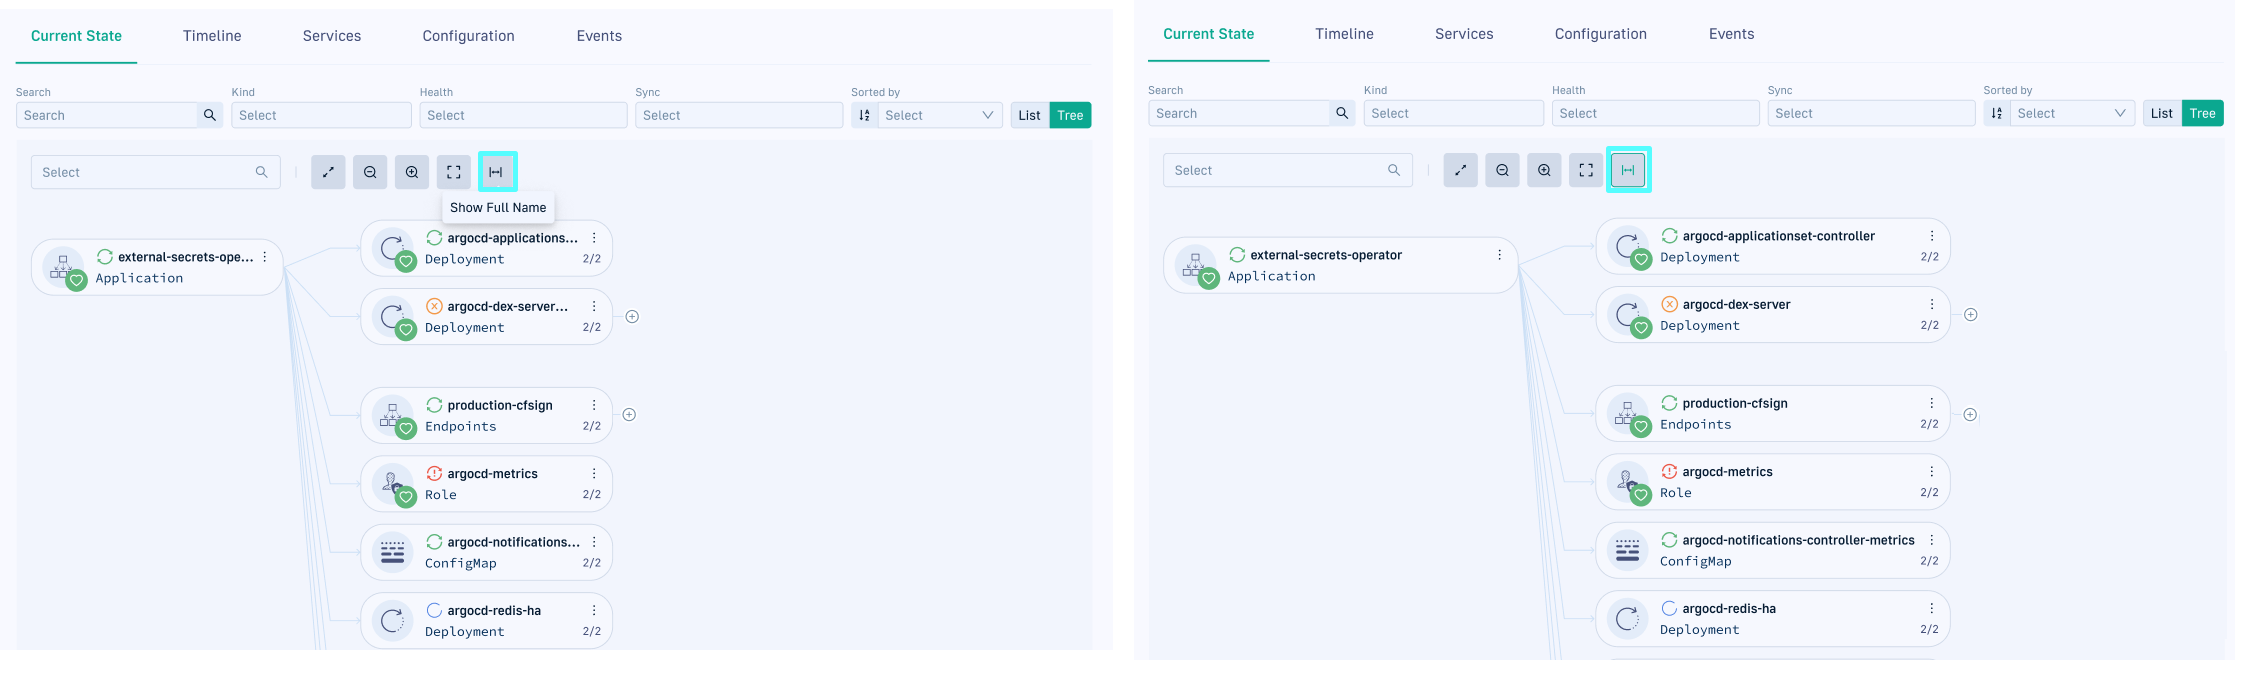 Current State Timeline Services Configuration Events
Search Kind Health Sync Sorted by
Search Select Select Select Select List Tree
Select
Show Full Name
external-secrets-ope...
Application
argocd-applications...
Deployment 2/2
argocd-dex-server...
Deployment 2/2
production-cfsign
Endpoints 2/2
argocd-metrics
Role 2/2
argocd-notifications...
ConfigMap 2/2
argocd-redis-ha
Deployment 2/2
Current State Timeline Services Configuration Events
Search Kind Health Sync Sorted by
Search Select Select Select Select List Tree
Select
external-secrets-operator
Application
argocd-applicationset-controller
Deployment 2/2
argocd-dex-server
Deployment 2/2
production-cfsign
Endpoints 2/2
argocd-metrics
Role 2/2
argocd-notifications-controller-metrics
ConfigMap 2/2
argocd-redis-ha
Deployment 2/2